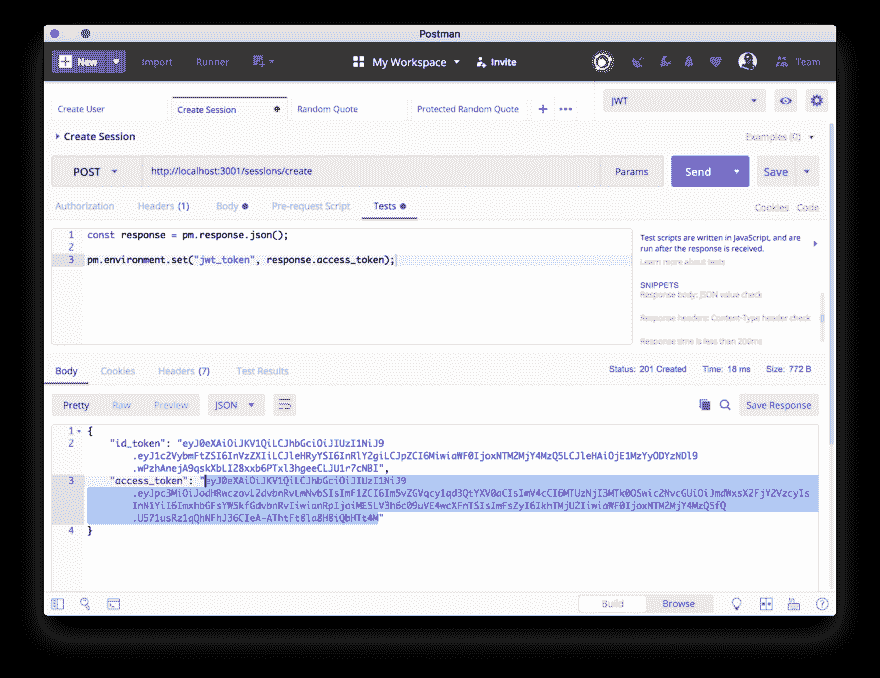 Postman
New
Import
Runner
My Workspace
Invite
Team
Create User
Create Session
Random Quote
Protected Random Quote
JWT
Create Session
Examples (0)
POST
http://localhost:3001/sessions/create
Params
Send
Save
Authorization
Headers (1)
Body
Pre-request Script
Tests
Cookies
Code
1 const response = pm.response.json();
2
3 pm.environment.set("jwt_token", response.access_token);
Test scripts are written in JavaScript, and are
run after the response is received.
Learn more about tests
SNIPPETS
Response body: JSON value check
Response headers: Content-Type header check
Response time is less than 200ms
Body
Cookies
Headers (7)
Test Results
Status: 201 Created
Time: 18 ms
Size: 772 B
Pretty
Raw
Preview
JSON
Save Response
1 {
2 "id_token": "eyJ0eXAiOiJKV1QiLCJhbGciOiJIUzI1NiJ9
3 "access_token": "eyJ0eXAiOiJKV1QiLCJhbGciOiJIUzI1NiJ9
4 }
Build
Browse